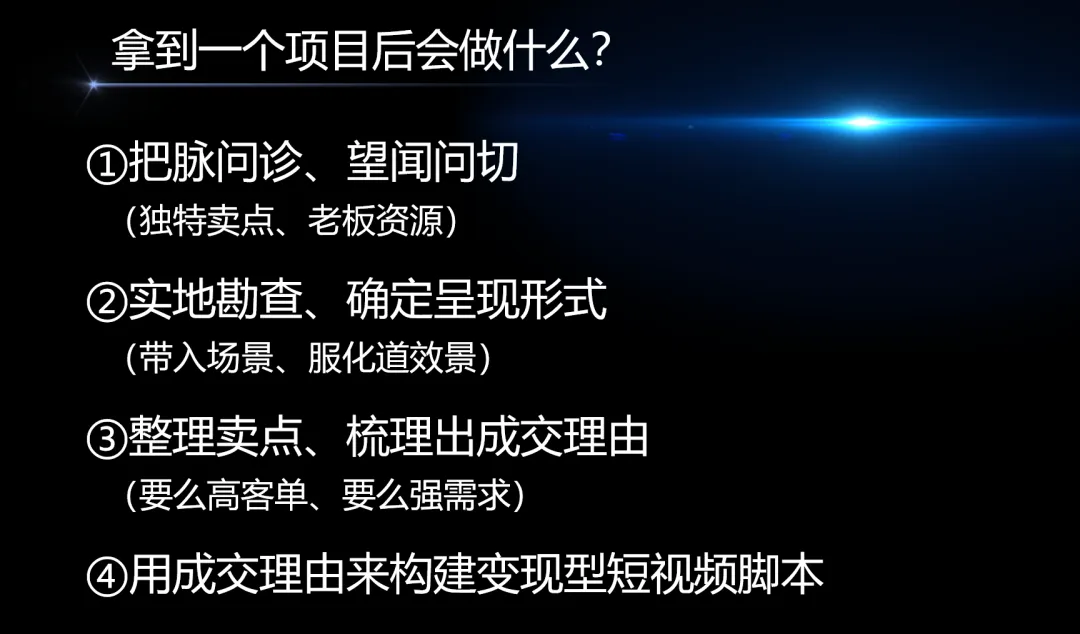 拿到一个项目后会做什么?
①把脉问诊、望闻问切
(独特卖点、老板资源)
②实地勘查、确定呈现形式
(带入场景、服化道效景)
③整理卖点、梳理出成交理由
(要么高客单、要么强需求)
④用成交理由来构建变现型短视频脚本